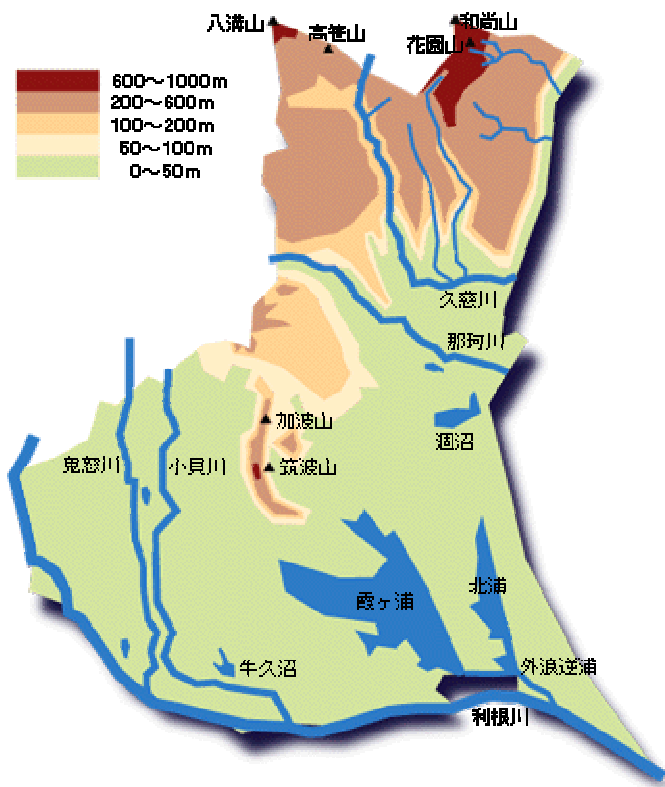 八溝山
高笹山
和尚山
花園山
600～1000m
200～600m
100～200m
50～100m
0～50m
久慈川
那珂川
加波山
涸沼
鬼怒川
小貝川
筑波山
霞ヶ浦
北浦
牛久沼
外浪逆浦
利根川